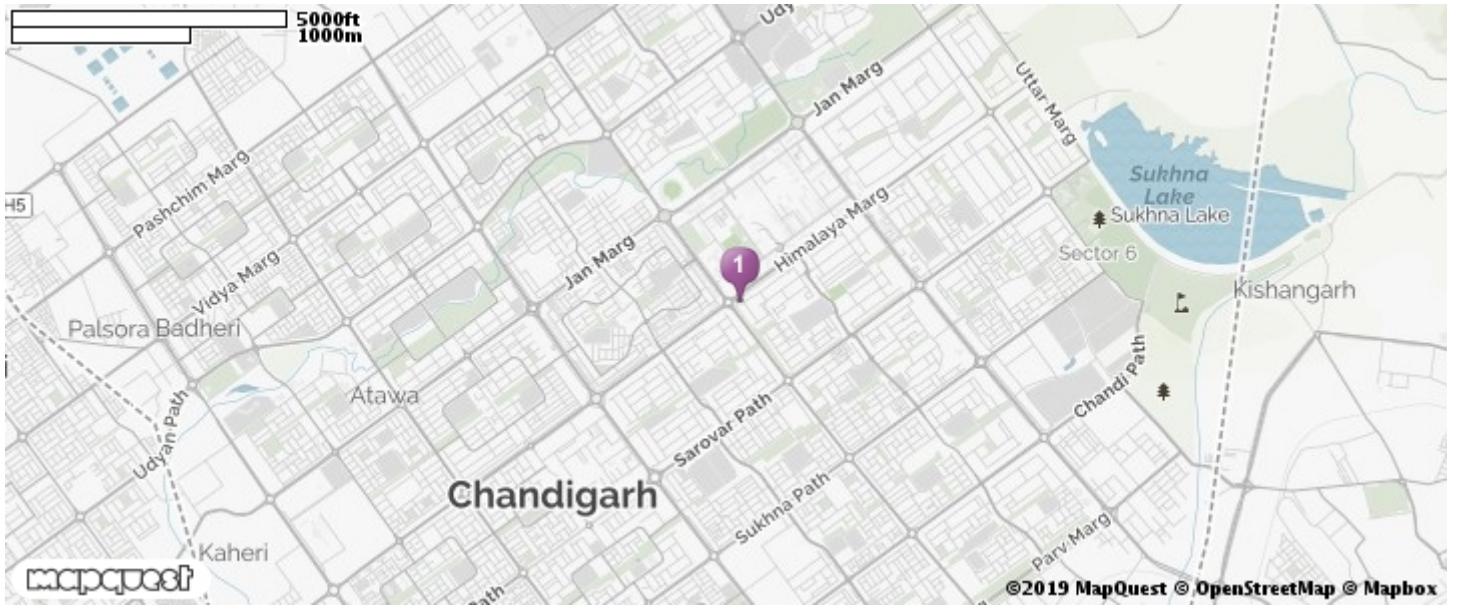 5000ft
1000m
Udy
Jan Marg
Uttar Marg
Pashchim Marg
H5
Sukhna
Lake
Sukhna Lake
Himalaya Marg
Jan Marg
1
Sector 6
Vidya Marg
Kishangarh
Palsora Badheri
Atawa
Chandi Path
Udyan Path
Sarovar Path
Chandigarh
Sukhna Path
Kaheri
Parv Marg
mapquest
Path
©2019 MapQuest © OpenStreetMap © Mapbox